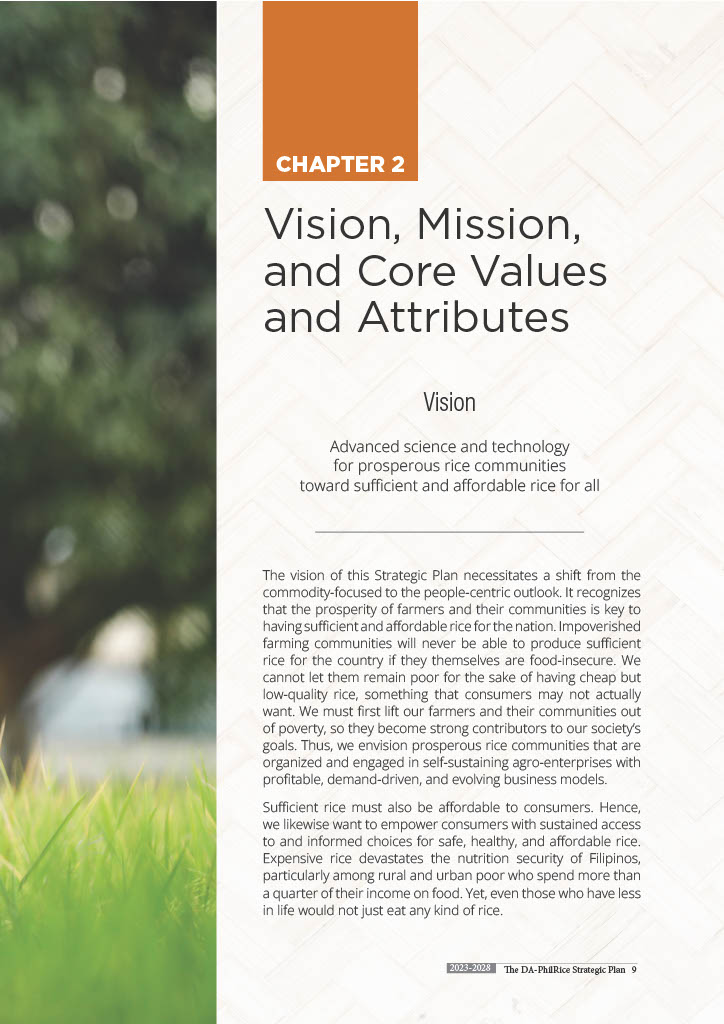 CHAPTER 2
Vision, Mission,
and Core Values
and Attributes
Vision
Advanced science and technology
for prosperous rice communities
toward sufficient and affordable rice for all
The vision of this Strategic Plan necessitates a shift from the
commodity-focused to the people-centric outlook. It recognizes
that the prosperity of farmers and their communities is key to
having sufficient and affordable rice for the nation. Impoverished
farming communities will never be able to produce sufficient
rice for the country if they themselves are food-insecure. We
cannot let them remain poor for the sake of having cheap but
low-quality rice, something that consumers may not actually
want. We must first lift our farmers and their communities out
of poverty, so they become strong contributors to our society’s
goals. Thus, we envision prosperous rice communities that are
organized and engaged in self-sustaining agro-enterprises with
profitable, demand-driven, and evolving business models.
Sufficient rice must also be affordable to consumers. Hence,
we likewise want to empower consumers with sustained access
to and informed choices for safe, healthy, and affordable rice.
Expensive rice devastates the nutrition security of Filipinos,
particularly among rural and urban poor who spend more than
a quarter of their income on food. Yet, even those who have less
in life would not just eat any kind of rice.
2023-2028 The DA-PhilRice Strategic Plan 9